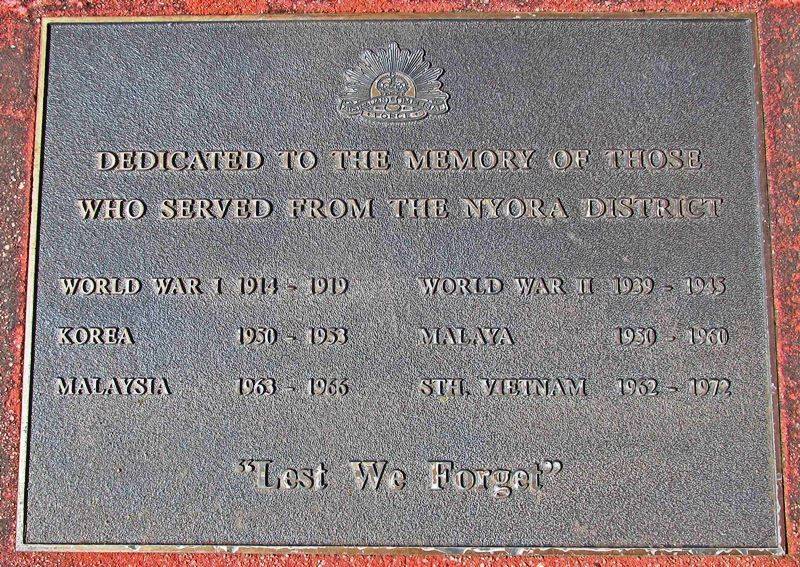 DEDICATED TO THE MEMORY OF THOSE
WHO SERVED FROM THE NYORA DISTRICT
WORLD WAR I 1914 - 1919 WORLD WAR II 1939 - 1945
KOREA 1950 - 1953 MALAYA 1950 - 1960
MALAYSIA 1963 - 1966 STH. VIETNAM 1962 - 1972
"Lest We Forget"